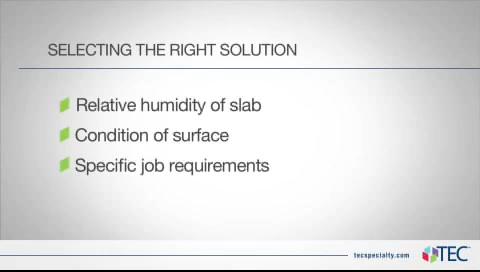 SELECTING THE RIGHT SOLUTION
Relative humidity of slab
Condition of surface
Specific job requirements
tecspecialty.com
TEC